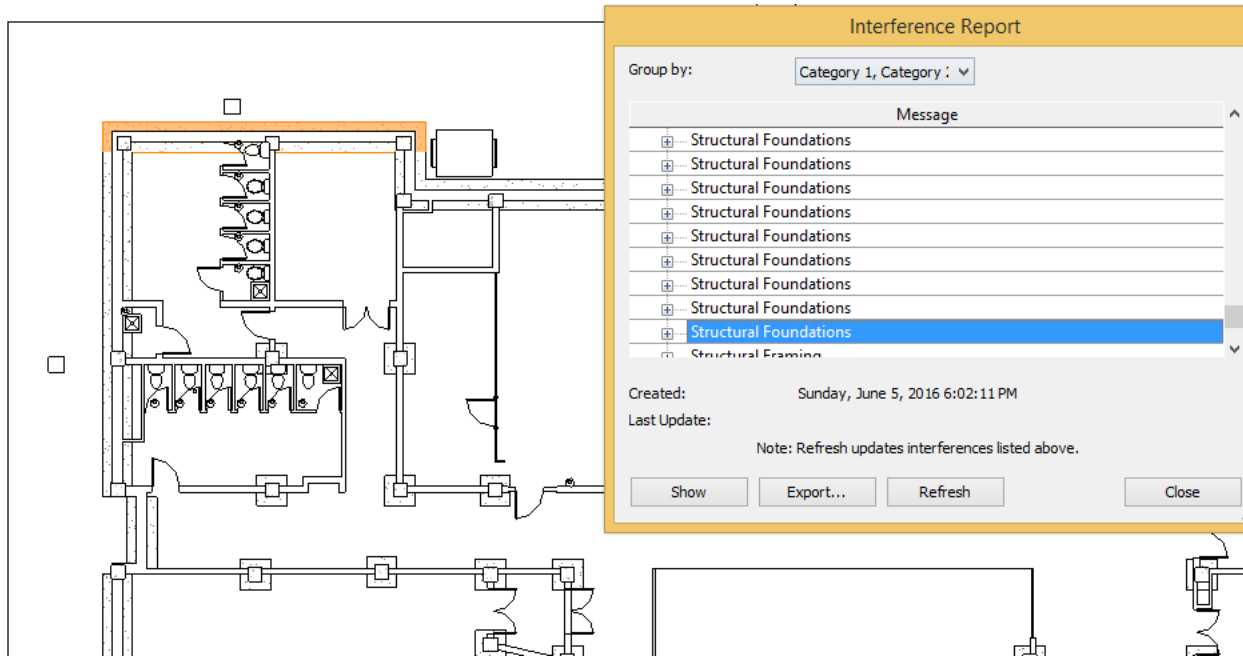 Interference Report
Group by: Category 1, Category :
Message
Structural Foundations
Structural Foundations
Structural Foundations
Structural Foundations
Structural Foundations
Structural Foundations
Structural Foundations
Structural Foundations
Structural Foundations
Structural Framing
Created: Sunday, June 5, 2016 6:02:11 PM
Last Update:
Note: Refresh updates interferences listed above.
Show Export... Refresh Close